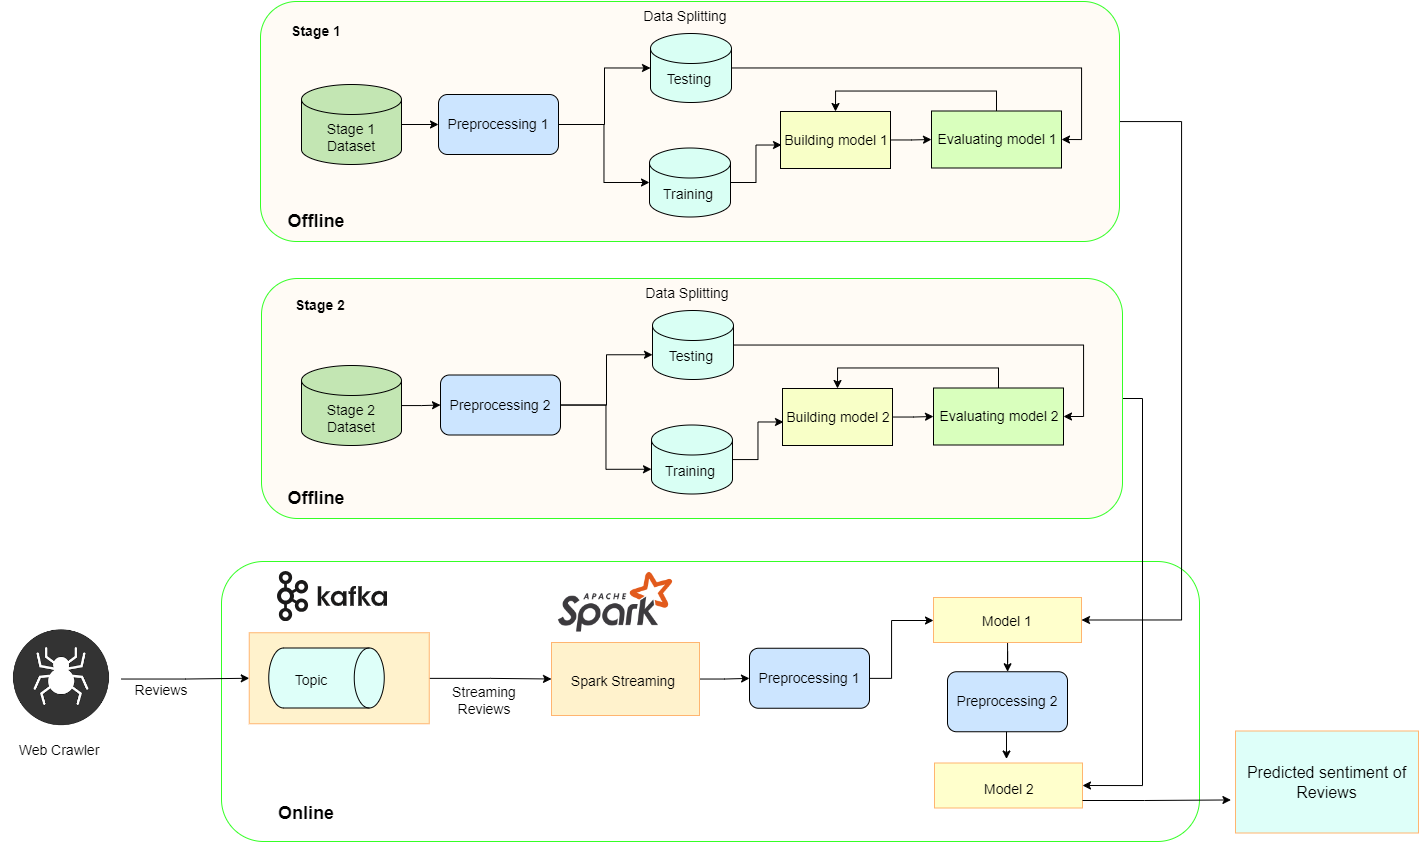 Stage 1
Data Splitting
Testing
Stage 1
Dataset
Preprocessing 1
Building model 1
Evaluating model 1
Training
Offline
Stage 2
Data Splitting
Testing
Stage 2
Dataset
Preprocessing 2
Building model 2
Evaluating model 2
Training
Offline
kafka
APACHE
Spark
Web Crawler
Reviews
Topic
Streaming
Reviews
Spark Streaming
Preprocessing 1
Model 1
Preprocessing 2
Model 2
Predicted sentiment of
Reviews
Online